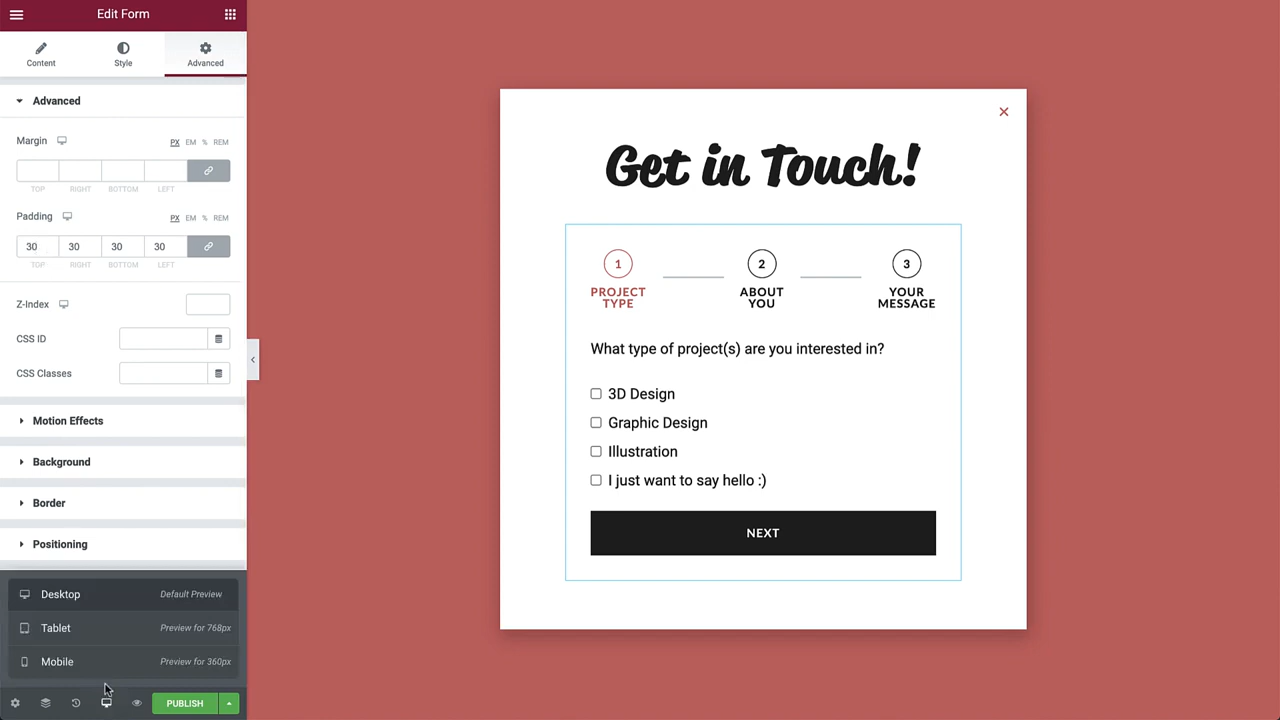 Edit Form
Content
Style
Advanced
Advanced
Margin
PX EM % REM
TOP RIGHT BOTTOM LEFT
Padding
PX EM % REM
30 30 30 30
TOP RIGHT BOTTOM LEFT
Z-Index
CSS ID
CSS Classes
Motion Effects
Background
Border
Positioning
Desktop Default Preview
Tablet Preview for 768px
Mobile Preview for 360px
PUBLISH
×
Get in Touch!
1 2 3
PROJECT ABOUT YOUR
TYPE YOU MESSAGE
What type of project(s) are you interested in?
3D Design
Graphic Design
Illustration
I just want to say hello :)
NEXT